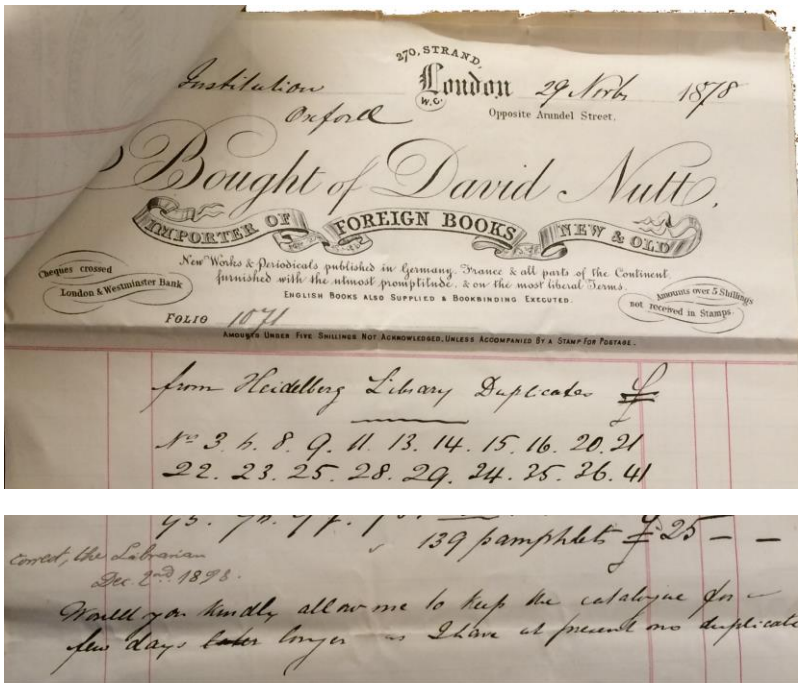 270, STRAND,
Institution London 29 Novbr 1878
W.C.
Oxford Opposite Arundel Street.
Bought of David Nutt,
IMPORTER OF FOREIGN BOOKS NEW & OLD
New Works & Periodicals published in Germany, France & all parts of the Continent,
furnished with the utmost promptitude, & on the most liberal Terms.
ENGLISH BOOKS ALSO SUPPLIED & BOOKBINDING EXECUTED.
Cheques crossed
London & Westminster Bank
Amounts over 5 Shillings
not received in Stamps.
FOLIO 1071
AMOUNTS UNDER FIVE SHILLINGS NOT ACKNOWLEDGED, UNLESS ACCOMPANIED BY A STAMP FOR POSTAGE.
from Heidelberg Library Duplicates £
Nos 3. 6. 8. 9. 11. 13. 14. 15. 16. 20. 21
22. 23. 25. 28. 29. 34. 35. 36. 41
139 pamphlets £ 25 — —
correct, the Librarian
Dec. 2nd. 1898.
Would you kindly allow me to keep the catalogue for a
few days later longer as I have at present no duplicate